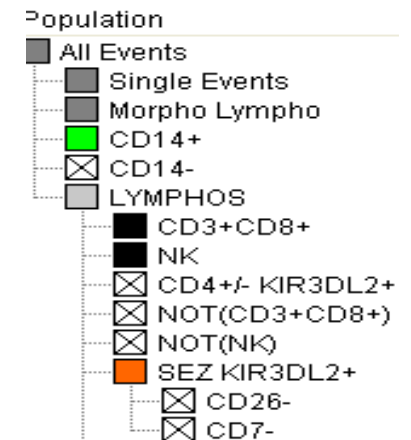 Population
All Events
Single Events
Morpho Lympho
CD14+
CD14-
LYMPHOS
CD3+CD8+
NK
CD4+/- KIR3DL2+
NOT(CD3+CD8+)
NOT(NK)
SEZ KIR3DL2+
CD26-
CD7-